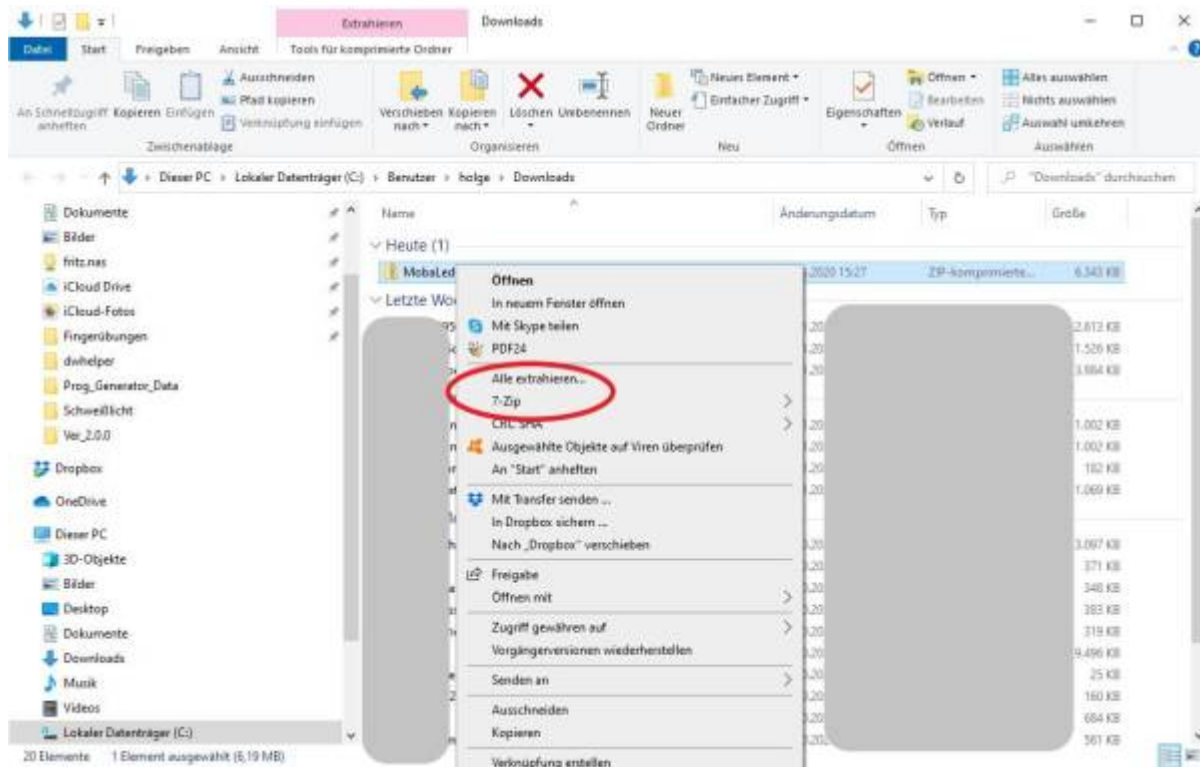 Extrahieren Downloads
Datei Start Freigeben Ansicht Tools für komprimierte Ordner
An Schnellzugriff anheften
Kopieren
Einfügen
Ausschneiden
Pfad kopieren
Verknüpfung einfügen
Zwischenablage
Verschieben nach
Kopieren nach
Löschen
Umbenennen
Organisieren
Neuer Ordner
Neues Element
Einfacher Zugriff
Neu
Eigenschaften
Öffnen
Bearbeiten
Verlauf
Öffnen
Alles auswählen
Nichts auswählen
Auswahl umkehren
Auswählen
Dieser PC › Lokaler Datenträger (C:) › Benutzer › holge › Downloads
"Downloads" durchsuchen
Dokumente
Bilder
fritz.nas
iCloud Drive
iCloud-Fotos
Fingerübungen
dwhelper
Prog_Generator_Data
Schweißlicht
Ver_2.0.0
Dropbox
OneDrive
Dieser PC
3D-Objekte
Bilder
Desktop
Dokumente
Downloads
Musik
Videos
Lokaler Datenträger (C:)
Name Änderungsdatum Typ Größe
Heute (1)
MobaLed 2020 15:27 ZIP-komprimierte... 6.343 KB
Letzte Wo
Öffnen
In neuem Fenster öffnen
Mit Skype teilen
PDF24
Alle extrahieren...
7-Zip
CRC SHA
Ausgewählte Objekte auf Viren überprüfen
An "Start" anheften
Mit Transfer senden ...
In Dropbox sichern ...
Nach „Dropbox“ verschieben
Freigabe
Öffnen mit
Zugriff gewähren auf
Vorgängerversionen wiederherstellen
Senden an
Ausschneiden
Kopieren
Verknüpfung erstellen
2.613 KB
1.526 KB
3.984 KB
1.002 KB
1.002 KB
182 KB
1.069 KB
3.097 KB
371 KB
348 KB
383 KB
319 KB
9.496 KB
25 KB
160 KB
684 KB
561 KB
20 Elemente 1 Element ausgewählt (6,19 MB)